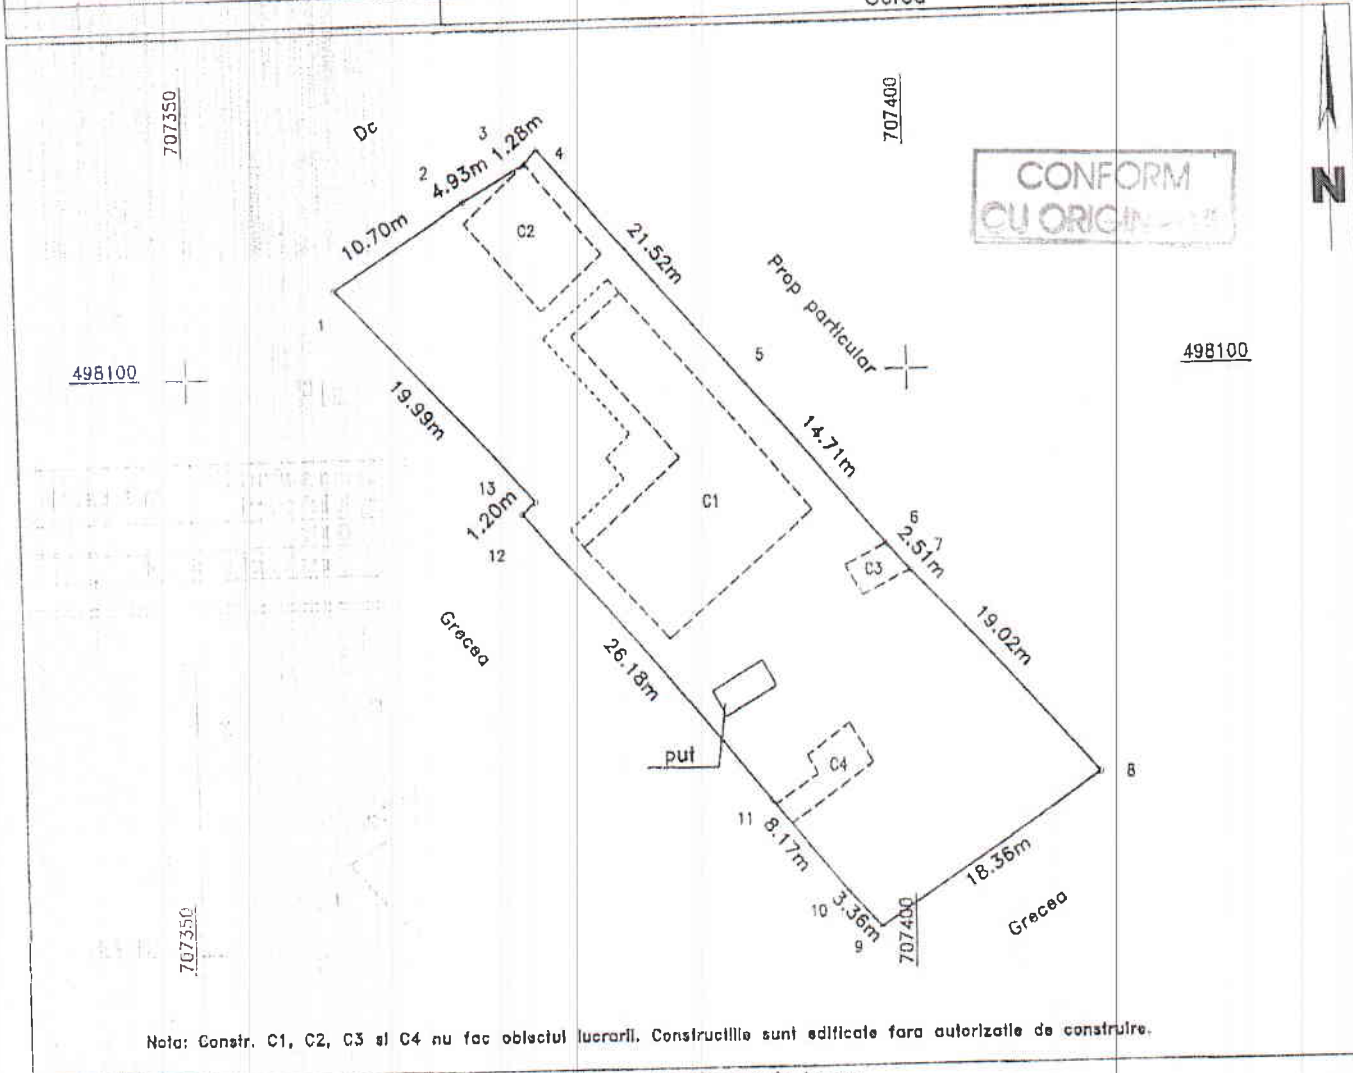 707350
707400
Dc
3
1.28m
4
2
4.93m
10.70m
CONFORM
CU
N
C2
21.52m
Prop particular
1
5
498100
498100
19.99m
14.71m
13
1.20m
12
C1
6
2.51m
7
C3
Grecea
26.18m
19.02m
put
C4
8
11
8.17m
18.36m
10
3.36m
9
707400
Grecea
707350
Nota: Constr. C1, C2, C3 si C4 nu fac obiectul lucrarii. Constructiile sunt edificate fara autorizatie de construire.